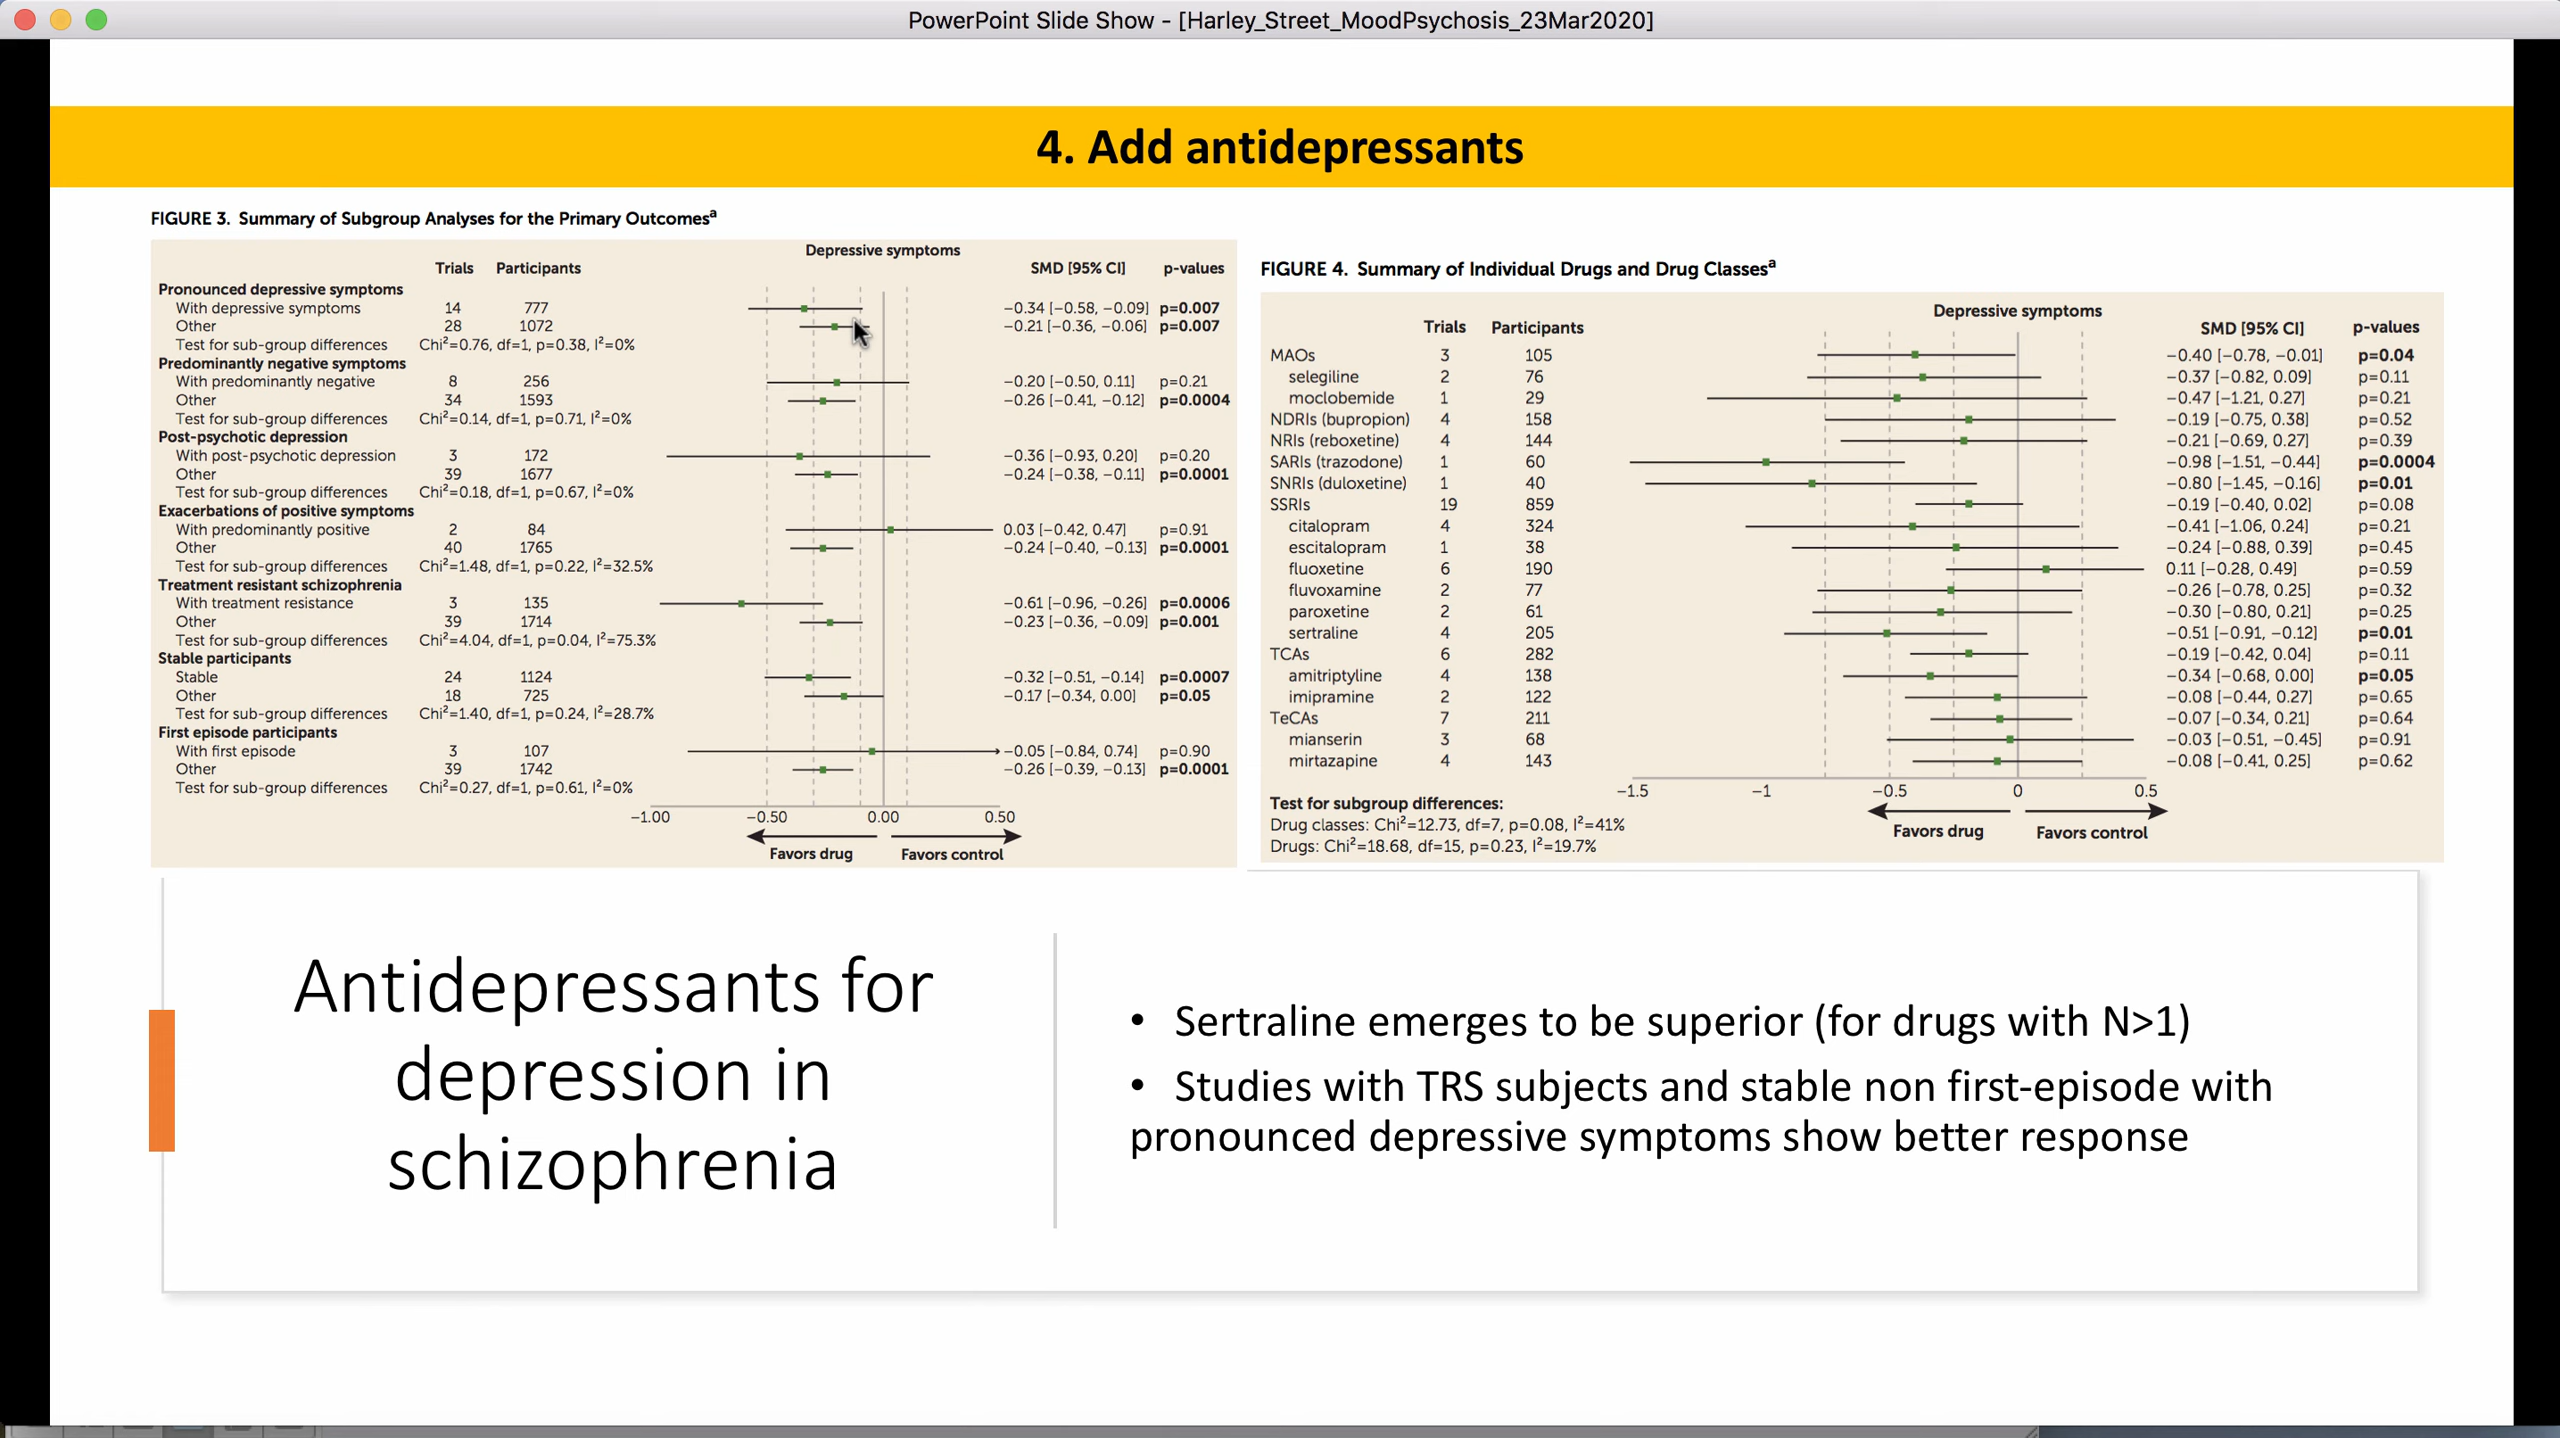 PowerPoint Slide Show - [Harley_Street_MoodPsychosis_23Mar2020]
4. Add antidepressants
FIGURE 3. Summary of Subgroup Analyses for the Primary Outcomesᵃ
Depressive symptoms
Trials Participants SMD [95% CI] p-values
Pronounced depressive symptoms
With depressive symptoms 14 777 −0.34 [−0.58, −0.09] p=0.007
Other 28 1072 −0.21 [−0.36, −0.06] p=0.007
Test for sub-group differences Chi²=0.76, df=1, p=0.38, I²=0%
Predominantly negative symptoms
With predominantly negative 8 256 −0.20 [−0.50, 0.11] p=0.21
Other 34 1593 −0.26 [−0.41, −0.12] p=0.0004
Test for sub-group differences Chi²=0.14, df=1, p=0.71, I²=0%
Post-psychotic depression
With post-psychotic depression 3 172 −0.36 [−0.93, 0.20] p=0.20
Other 39 1677 −0.24 [−0.38, −0.11] p=0.0001
Test for sub-group differences Chi²=0.18, df=1, p=0.67, I²=0%
Exacerbations of positive symptoms
With predominantly positive 2 84 0.03 [−0.42, 0.47] p=0.91
Other 40 1765 −0.24 [−0.40, −0.13] p=0.0001
Test for sub-group differences Chi²=1.48, df=1, p=0.22, I²=32.5%
Treatment resistant schizophrenia
With treatment resistance 3 135 −0.61 [−0.96, −0.26] p=0.0006
Other 39 1714 −0.23 [−0.36, −0.09] p=0.001
Test for sub-group differences Chi²=4.04, df=1, p=0.04, I²=75.3%
Stable participants
Stable 24 1124 −0.32 [−0.51, −0.14] p=0.0007
Other 18 725 −0.17 [−0.34, 0.00] p=0.05
Test for sub-group differences Chi²=1.40, df=1, p=0.24, I²=28.7%
First episode participants
With first episode 3 107 −0.05 [−0.84, 0.74] p=0.90
Other 39 1742 −0.26 [−0.39, −0.13] p=0.0001
Test for sub-group differences Chi²=0.27, df=1, p=0.61, I²=0%
−1.00 −0.50 0.00 0.50
Favors drug Favors control
FIGURE 4. Summary of Individual Drugs and Drug Classesᵃ
Depressive symptoms
Trials Participants SMD [95% CI] p-values
MAOs 3 105 −0.40 [−0.78, −0.01] p=0.04
selegiline 2 76 −0.37 [−0.82, 0.09] p=0.11
moclobemide 1 29 −0.47 [−1.21, 0.27] p=0.21
NDRIs (bupropion) 4 158 −0.19 [−0.75, 0.38] p=0.52
NRIs (reboxetine) 4 144 −0.21 [−0.69, 0.27] p=0.39
SARIs (trazodone) 1 60 −0.98 [−1.51, −0.44] p=0.0004
SNRIs (duloxetine) 1 40 −0.80 [−1.45, −0.16] p=0.01
SSRIs 19 859 −0.19 [−0.40, 0.02] p=0.08
citalopram 4 324 −0.41 [−1.06, 0.24] p=0.21
escitalopram 1 38 −0.24 [−0.88, 0.39] p=0.45
fluoxetine 6 190 0.11 [−0.28, 0.49] p=0.59
fluvoxamine 2 77 −0.26 [−0.78, 0.25] p=0.32
paroxetine 2 61 −0.30 [−0.80, 0.21] p=0.25
sertraline 4 205 −0.51 [−0.91, −0.12] p=0.01
TCAs 6 282 −0.19 [−0.42, 0.04] p=0.11
amitriptyline 4 138 −0.34 [−0.68, 0.00] p=0.05
imipramine 2 122 −0.08 [−0.44, 0.27] p=0.65
TeCAs 7 211 −0.07 [−0.34, 0.21] p=0.64
mianserin 3 68 −0.03 [−0.51, −0.45] p=0.91
mirtazapine 4 143 −0.08 [−0.41, 0.25] p=0.62
−1.5 −1 −0.5 0 0.5
Favors drug Favors control
Test for subgroup differences:
Drug classes: Chi²=12.73, df=7, p=0.08, I²=41%
Drugs: Chi²=18.68, df=15, p=0.23, I²=19.7%
Antidepressants for
depression in
schizophrenia
• Sertraline emerges to be superior (for drugs with N>1)
• Studies with TRS subjects and stable non first-episode with
pronounced depressive symptoms show better response